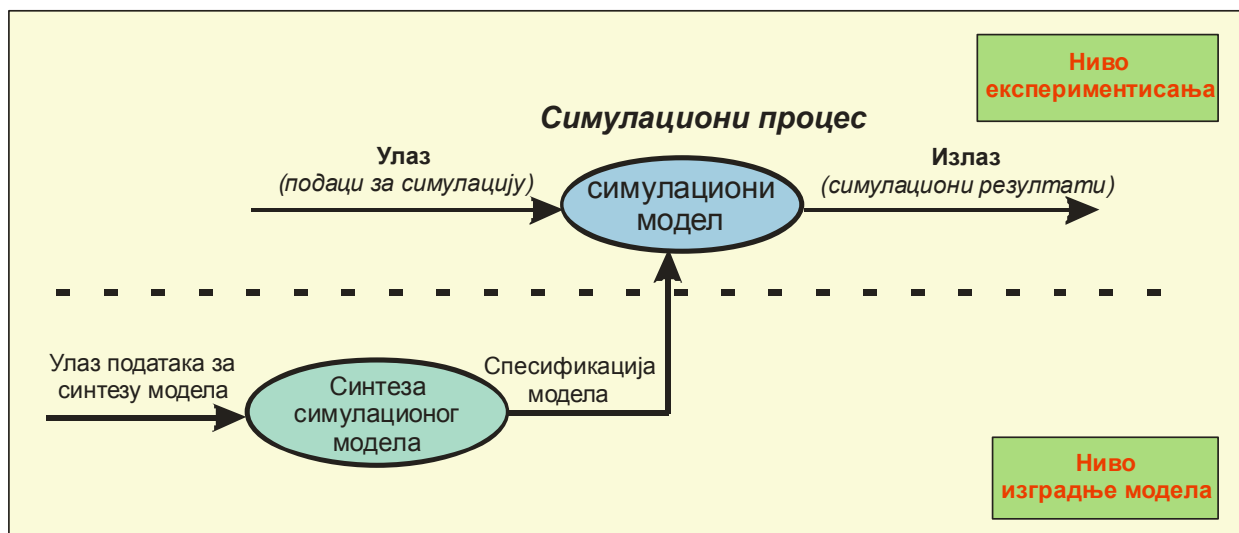 Ниво
експериментисања
Симулациони процес
Улаз
(подаци за симулацију)
симулациони
модел
Излаз
(симулациони резултати)
Улаз података за
синтезу модела
Синтеза
симулационог
модела
Спесификација
модела
Ниво
изградње модела